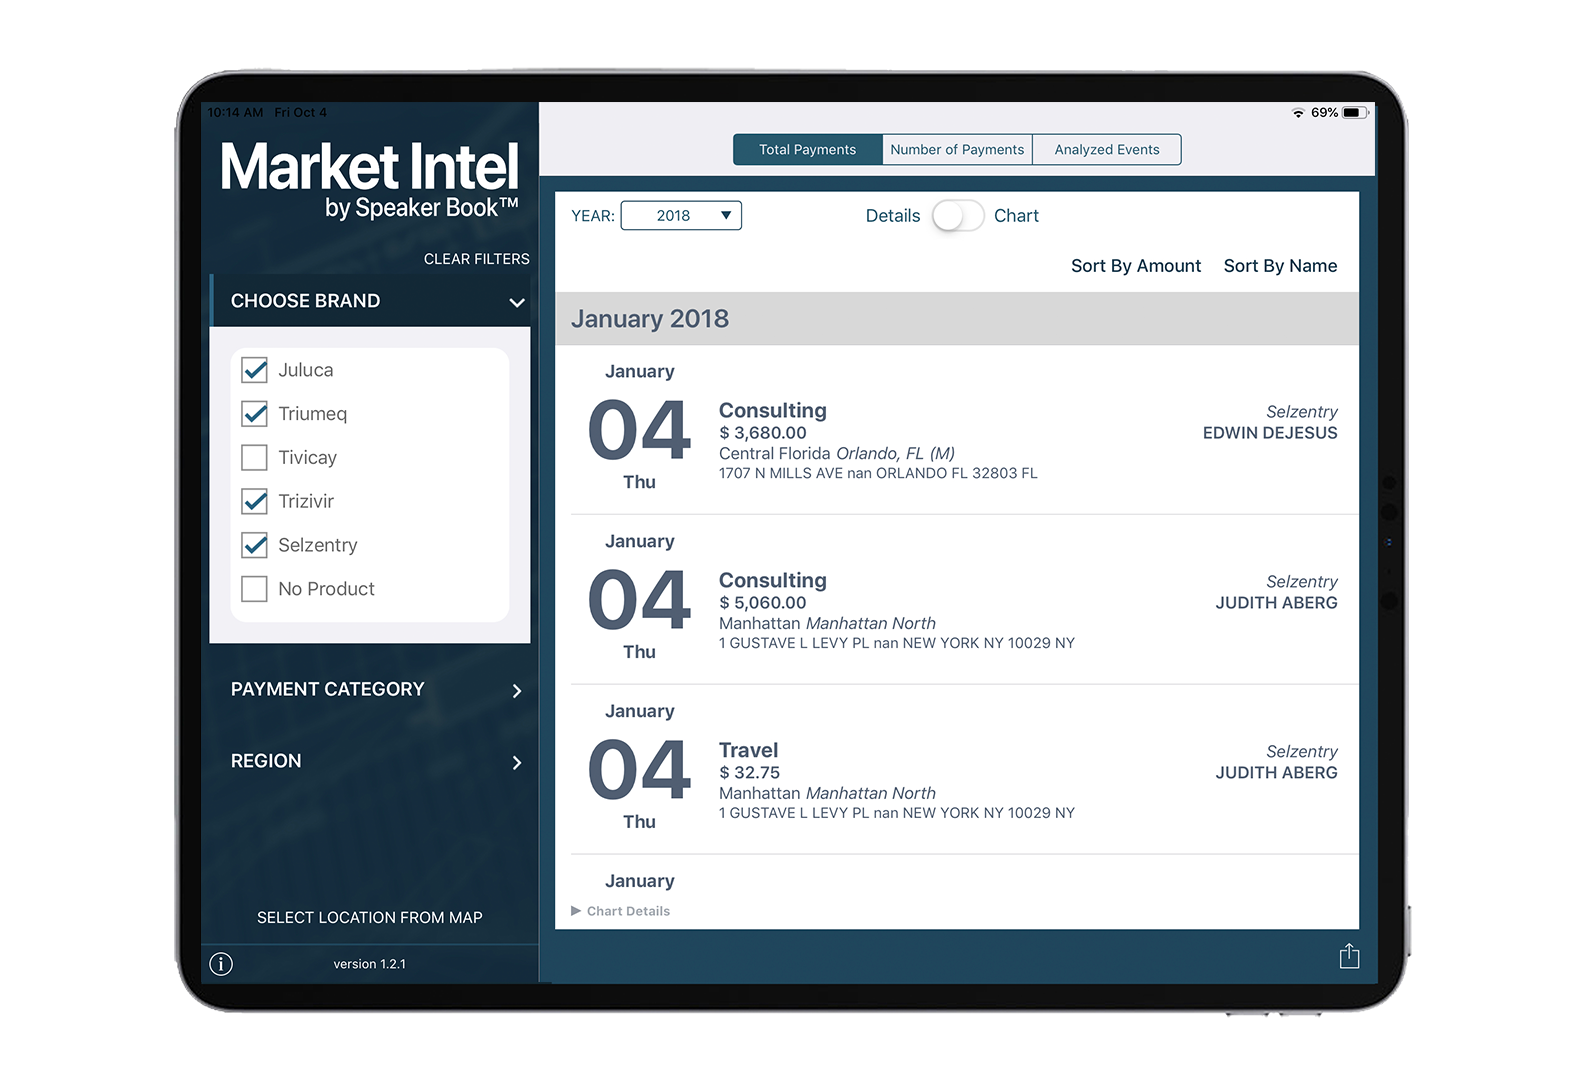 10:14 AM Fri Oct 4
69%
Market Intel
by Speaker Book™
CLEAR FILTERS
CHOOSE BRAND
Juluca
Triumeq
Tivicay
Trizivir
Selzentry
No Product
PAYMENT CATEGORY
REGION
SELECT LOCATION FROM MAP
version 1.2.1
Total Payments
Number of Payments
Analyzed Events
YEAR: 2018
Details
Chart
Sort By Amount
Sort By Name
January 2018
January
04
Thu
Consulting
$ 3,680.00
Central Florida Orlando, FL (M)
1707 N MILLS AVE nan ORLANDO FL 32803 FL
Selzentry
EDWIN DEJESUS
January
04
Thu
Consulting
$ 5,060.00
Manhattan Manhattan North
1 GUSTAVE L LEVY PL nan NEW YORK NY 10029 NY
Selzentry
JUDITH ABERG
January
04
Thu
Travel
$ 32.75
Manhattan Manhattan North
1 GUSTAVE L LEVY PL nan NEW YORK NY 10029 NY
Selzentry
JUDITH ABERG
January
Chart Details